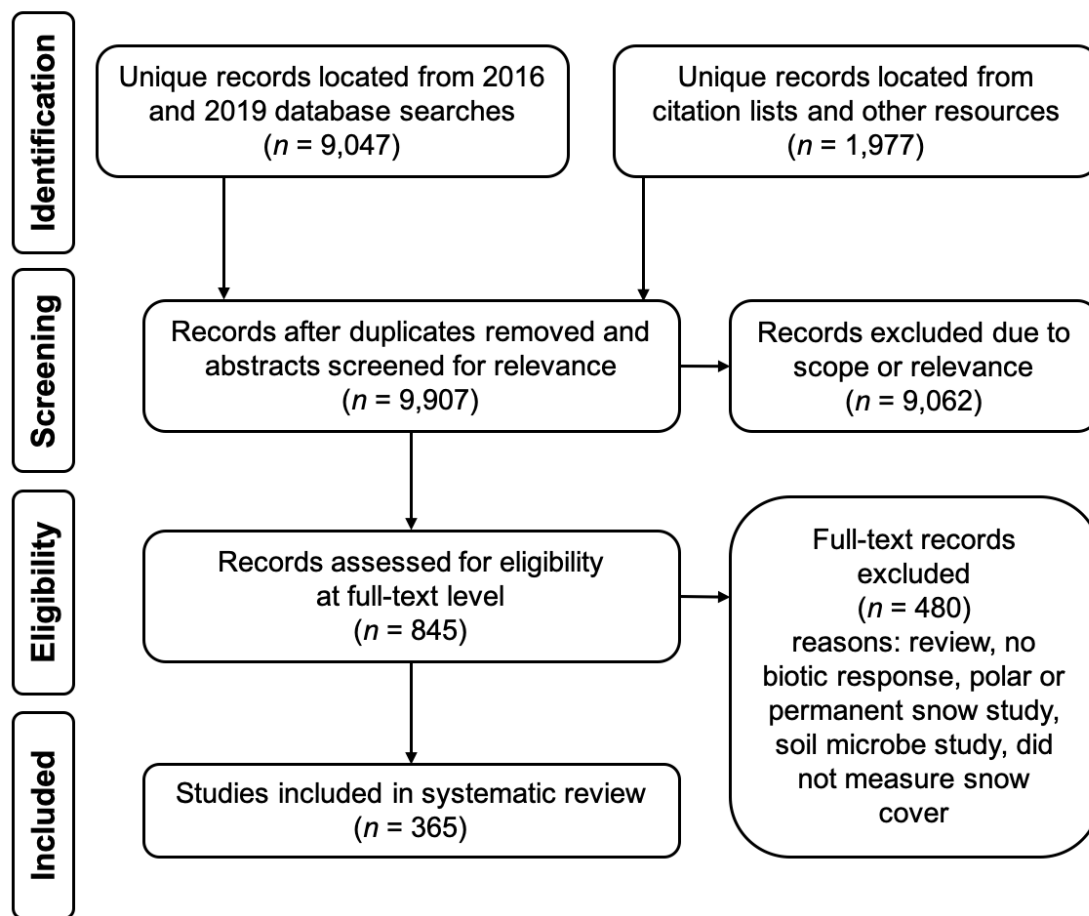 Identification
Unique records located from 2016
and 2019 database searches
(n = 9,047)
Unique records located from
citation lists and other resources
(n = 1,977)
Screening
Records after duplicates removed and
abstracts screened for relevance
(n = 9,907)
Records excluded due to
scope or relevance
(n = 9,062)
Eligibility
Records assessed for eligibility
at full-text level
(n = 845)
Full-text records
excluded
(n = 480)
reasons: review, no
biotic response, polar or
permanent snow study,
soil microbe study, did
not measure snow
cover
Included
Studies included in systematic review
(n = 365)